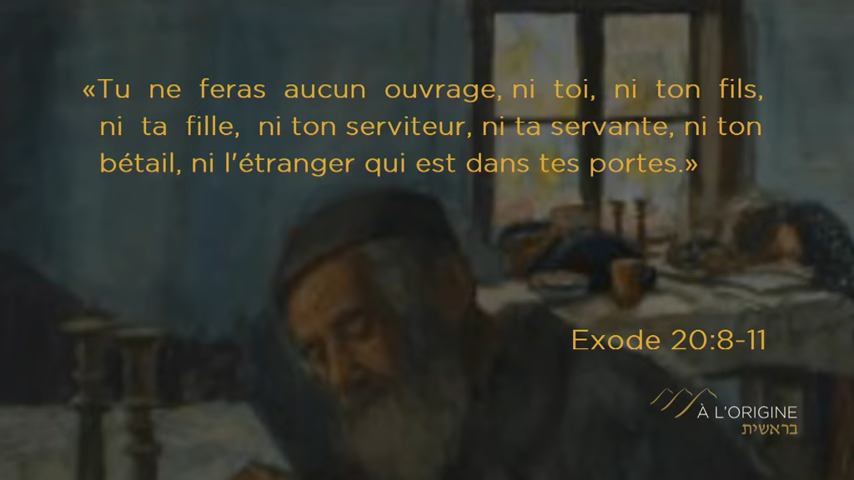 «Tu ne feras aucun ouvrage, ni toi, ni ton fils,
ni ta fille, ni ton serviteur, ni ta servante, ni ton
bétail, ni l'étranger qui est dans tes portes.»
Exode 20:8-11
À L'ORIGINE
בראשית